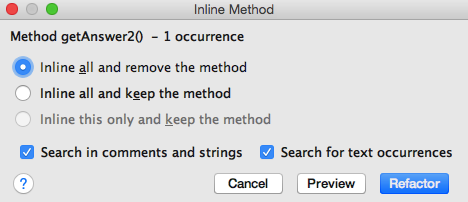 Inline Method
Method getAnswer2()  – 1 occurrence
Inline all and remove the method
Inline all and keep the method
Inline this only and keep the method
Search in comments and strings   Search for text occurrences
?   Cancel   Preview   Refactor